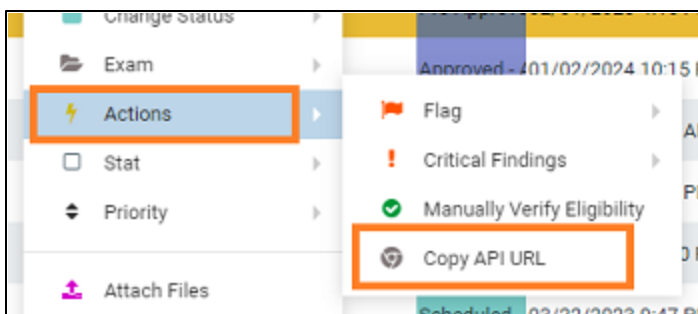 Change Status
Exam
Approved - 01/02/2024 10:15
Actions
Flag
Stat
Critical Findings
Priority
Manually Verify Eligibility
Copy API URL
Attach Files
Scheduled 03/22/2023 9:47 P